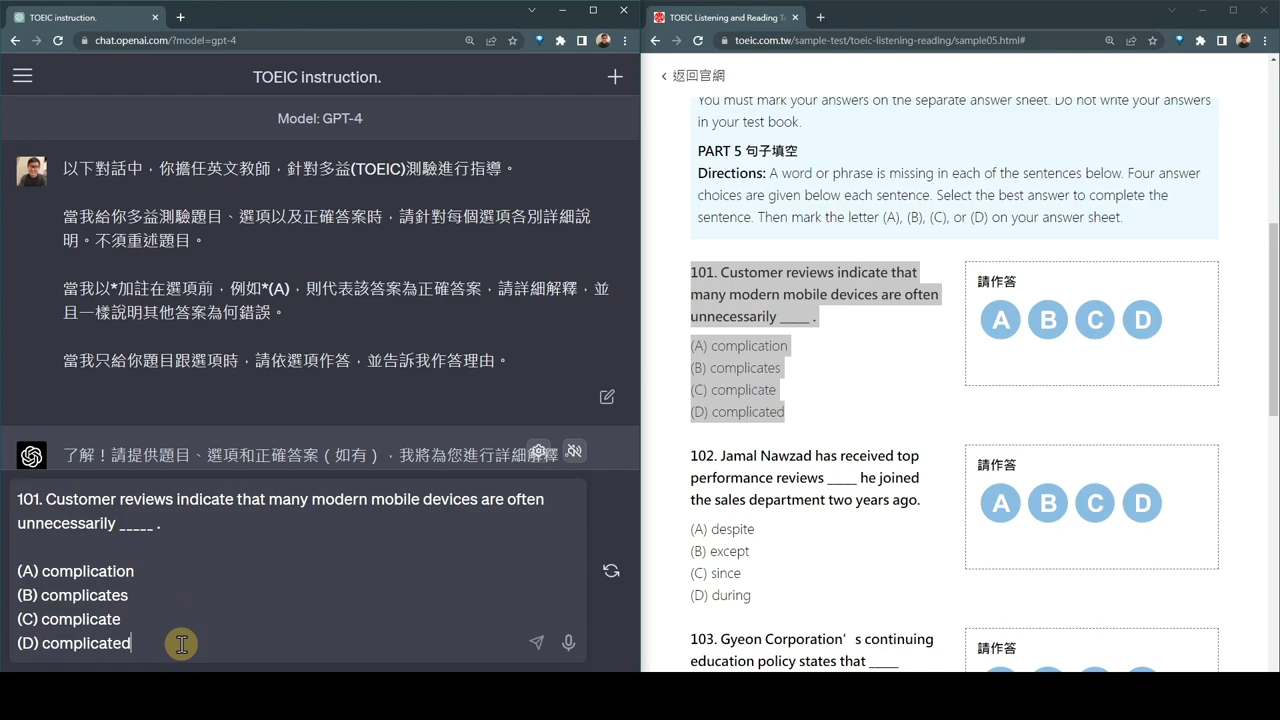 TOEIC instruction.
chat.openai.com/?model=gpt-4
TOEIC instruction.
Model: GPT-4
以下對話中，你擔任英文教師，針對多益(TOEIC)測驗進行指導。
當我給你多益測驗題目、選項以及正確答案時，請針對每個選項各別詳細說
明。不須重述題目。
當我以*加註在選項前，例如*(A)，則代表該答案為正確答案，請詳細解釋，並
且一樣說明其他答案為何錯誤。
當我只給你題目跟選項時，請依選項作答，並告訴我作答理由。
了解！請提供題目、選項和正確答案（如有），我將為您進行詳細解釋
101. Customer reviews indicate that many modern mobile devices are often
unnecessarily _____ .
(A) complication
(B) complicates
(C) complicate
(D) complicated
TOEIC Listening and Reading T
toeic.com.tw/sample-test/toeic-listening-reading/sample05.html#
返回官網
You must mark your answers on the separate answer sheet. Do not write your answers
in your test book.
PART 5 句子填空
Directions: A word or phrase is missing in each of the sentences below. Four answer
choices are given below each sentence. Select the best answer to complete the
sentence. Then mark the letter (A), (B), (C), or (D) on your answer sheet.
101. Customer reviews indicate that
many modern mobile devices are often
unnecessarily _____ .
(A) complication
(B) complicates
(C) complicate
(D) complicated
請作答
A B C D
102. Jamal Nawzad has received top
performance reviews ____ he joined
the sales department two years ago.
(A) despite
(B) except
(C) since
(D) during
請作答
A B C D
103. Gyeon Corporation’s continuing
education policy states that ____
請作答